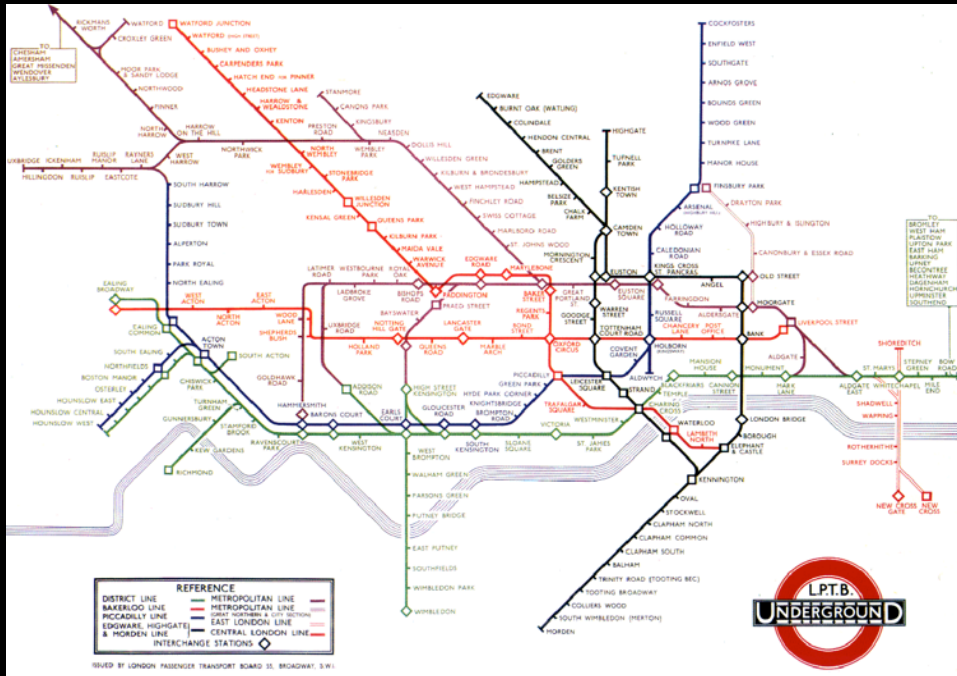 TO
CHESHAM
AMERSHAM
GREAT MISSENDEN
WENDOVER
AYLESBURY
RICKMANS
WORTH
WATFORD
CROXLEY GREEN
MOOR PARK
& SANDY LODGE
NORTHWOOD
PINNER
NORTH
HARROW
HARROW
ON THE HILL
WEST
HARROW
RAYNERS
LANE
EASTCOTE
RUISLIP
MANOR
RUISLIP
ICKENHAM
HILLINGDON
UXBRIDGE
NORTHWICK
PARK
PRESTON
ROAD
WEMBLEY
PARK
STANMORE
CANONS PARK
KINGSBURY
NEASDEN
DOLLIS HILL
WILLESDEN GREEN
KILBURN & BRONDESBURY
WEST HAMPSTEAD
FINCHLEY ROAD
SWISS COTTAGE
MARLBORO ROAD
ST. JOHNS WOOD
WATFORD JUNCTION
WATFORD (HIGH STREET)
BUSHEY AND OXHEY
CARPENDERS PARK
HATCH END FOR PINNER
HEADSTONE LANE
HARROW &
WEALDSTONE
KENTON
NORTH
WEMBLEY
WEMBLEY
FOR SUDBURY
STONEBRIDGE
PARK
HARLESDEN
WILLESDEN
JUNCTION
KENSAL GREEN
QUEENS PARK
KILBURN PARK
MAIDA VALE
WARWICK
AVENUE
PADDINGTON
EDGWARE
ROAD
MARYLEBONE
BAKER
STREET
REGENTS
PARK
OXFORD
CIRCUS
PICCADILLY
TRAFALGAR
SQUARE
STRAND
CHARING
CROSS
WATERLOO
LAMBETH
NORTH
ELEPHANT
& CASTLE
EDGWARE
BURNT OAK (WATLING)
COLINDALE
HENDON CENTRAL
BRENT
GOLDERS
GREEN
HAMPSTEAD
BELSIZE
PARK
CHALK
FARM
CAMDEN
TOWN
HIGHGATE
TUFNELL
PARK
KENTISH
TOWN
MORNINGTON
CRESCENT
EUSTON
WARREN
STREET
GOODGE
STREET
TOTTENHAM
COURT ROAD
LEICESTER
SQUARE
KINGS CROSS
ST. PANCRAS
ANGEL
OLD STREET
MOORGATE
BANK
LONDON BRIDGE
BOROUGH
KENNINGTON
OVAL
STOCKWELL
CLAPHAM NORTH
CLAPHAM COMMON
CLAPHAM SOUTH
BALHAM
TRINITY ROAD (TOOTING BEC)
TOOTING BROADWAY
COLLIERS WOOD
SOUTH WIMBLEDON (MERTON)
MORDEN
COCKFOSTERS
ENFIELD WEST
SOUTHGATE
ARNOS GROVE
BOUNDS GREEN
WOOD GREEN
TURNPIKE LANE
MANOR HOUSE
FINSBURY PARK
ARSENAL
(HIGHBURY HILL)
HOLLOWAY
ROAD
CALEDONIAN
ROAD
RUSSELL
SQUARE
HOLBORN
(KINGSWAY)
ALDWYCH
COVENT
GARDEN
DRAYTON PARK
HIGHBURY & ISLINGTON
CANONBURY & ESSEX ROAD
TO
BROMLEY
WEST HAM
PLAISTOW
UPTON PARK
EAST HAM
BARKING
UPNEY
BECONTREE
HEATHWAY
DAGENHAM
HORNCHURCH
UPMINSTER
SOUTHEND
SOUTH HARROW
SUDBURY HILL
SUDBURY TOWN
ALPERTON
PARK ROYAL
NORTH EALING
EALING
BROADWAY
WEST
ACTON
NORTH
ACTON
EAST
ACTON
WOOD
LANE
SHEPHERDS
BUSH
HOLLAND
PARK
NOTTING
HILL GATE
QUEENS
ROAD
LANCASTER
GATE
MARBLE
ARCH
BOND
STREET
CHANCERY
LANE
POST
OFFICE
LIVERPOOL STREET
LATIMER
ROAD
LADBROKE
GROVE
WESTBOURNE
PARK
ROYAL
OAK
BISHOPS
ROAD
PRAED STREET
BAYSWATER
GREAT
PORTLAND
ST.
EUSTON
SQUARE
FARRINGDON
ALDERSGATE
ALDGATE
UXBRIDGE
ROAD
GOLDHAWK
ROAD
HAMMERSMITH
ADDISON
ROAD
HIGH STREET
KENSINGTON
EALING
COMMON
ACTON
TOWN
SOUTH EALING
NORTHFIELDS
BOSTON MANOR
OSTERLEY
HOUNSLOW EAST
HOUNSLOW CENTRAL
HOUNSLOW WEST
SOUTH ACTON
CHISWICK
PARK
TURNHAM
GREEN
GUNNERSBURY
KEW GARDENS
RICHMOND
STAMFORD
BROOK
RAVENSCOURT
PARK
BARONS COURT
WEST
KENSINGTON
EARLS
COURT
GLOUCESTER
ROAD
SOUTH
KENSINGTON
BROMPTON
ROAD
KNIGHTSBRIDGE
HYDE PARK CORNER
GREEN PARK
SLOANE
SQUARE
VICTORIA
ST. JAMES
PARK
WESTMINSTER
TEMPLE
BLACKFRIARS
MANSION
HOUSE
CANNON
STREET
MONUMENT
MARK
LANE
ALDGATE
EAST
ST. MARYS
WHITECHAPEL
STEPNEY
GREEN
MILE
END
BOW
ROAD
SHOREDITCH
SHADWELL
WAPPING
ROTHERHITHE
SURREY DOCKS
NEW CROSS
GATE
NEW
CROSS
WEST
BROMPTON
WALHAM GREEN
PARSONS GREEN
PUTNEY BRIDGE
EAST PUTNEY
SOUTHFIELDS
WIMBLEDON PARK
WIMBLEDON
REFERENCE
DISTRICT LINE
BAKERLOO LINE
PICCADILLY LINE
EDGWARE, HIGHGATE
& MORDEN LINE
METROPOLITAN LINE
METROPOLITAN LINE
(GREAT NORTHERN & CITY SECTION)
EAST LONDON LINE
CENTRAL LONDON LINE
INTERCHANGE STATIONS
ISSUED BY LONDON PASSENGER TRANSPORT BOARD 55, BROADWAY, S.W.1
L.P.T.B.
UNDERGROUND